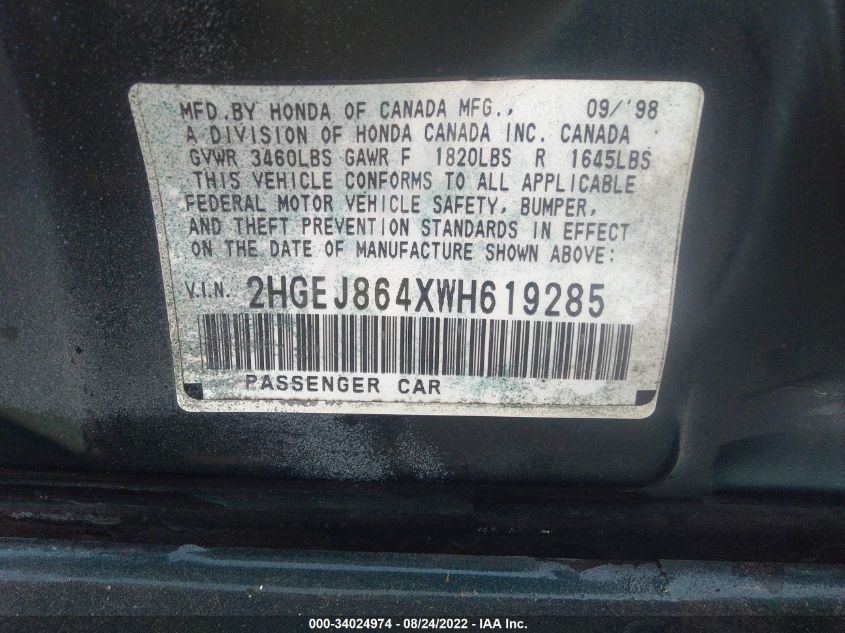 MFD.BY HONDA OF CANADA MFG., 09/'98
A DIVISION OF HONDA CANADA INC. CANADA
GVWR 3460LBS GAWR F 1820LBS R 1645LBS
THIS VEHICLE CONFORMS TO ALL APPLICABLE
FEDERAL MOTOR VEHICLE SAFETY, BUMPER,
AND THEFT PREVENTION STANDARDS IN EFFECT
ON THE DATE OF MANUFACTURE SHOWN ABOVE:
V.I.N. 2HGEJ864XWH619285
PASSENGER CAR
000-34024974 - 08/24/2022 - IAA Inc.